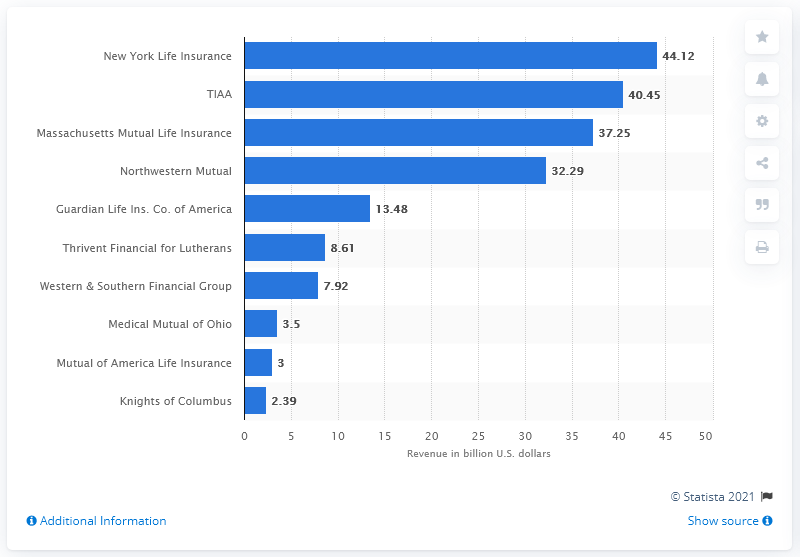 New York Life Insurance 44.12
TIAA 40.45
Massachusetts Mutual Life Insurance 37.25
Northwestern Mutual 32.29
Guardian Life Ins. Co. of America 13.48
Thrivent Financial for Lutherans 8.61
Western & Southern Financial Group 7.92
Medical Mutual of Ohio 3.5
Mutual of America Life Insurance 3
Knights of Columbus 2.39
0 5 10 15 20 25 30 35 40 45 50
Revenue in billion U.S. dollars
© Statista 2021
Additional Information Show source